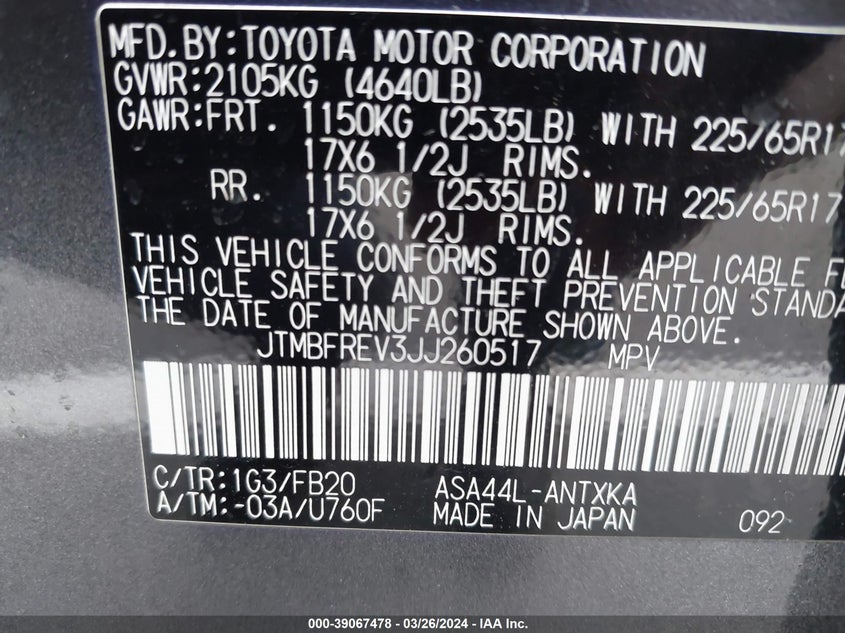 MFD.BY:TOYOTA MOTOR CORPORATION
GVWR:2105KG (4640LB)
GAWR:FRT. 1150KG (2535LB) WITH 225/65R17
17X6 1/2J RIMS.
RR. 1150KG (2535LB) WITH 225/65R17
17X6 1/2J RIMS.
THIS VEHICLE CONFORMS TO ALL APPLICABLE
VEHICLE SAFETY AND THEFT PREVENTION STANDA
THE DATE OF MANUFACTURE SHOWN ABOVE.
JTMBFREV3JJ260517 MPV
C/TR:1G3/FB20 ASA44L-ANTXKA
A/TM:-03A/U760F MADE IN JAPAN 092
000-39067478 - 03/26/2024 - IAA Inc.